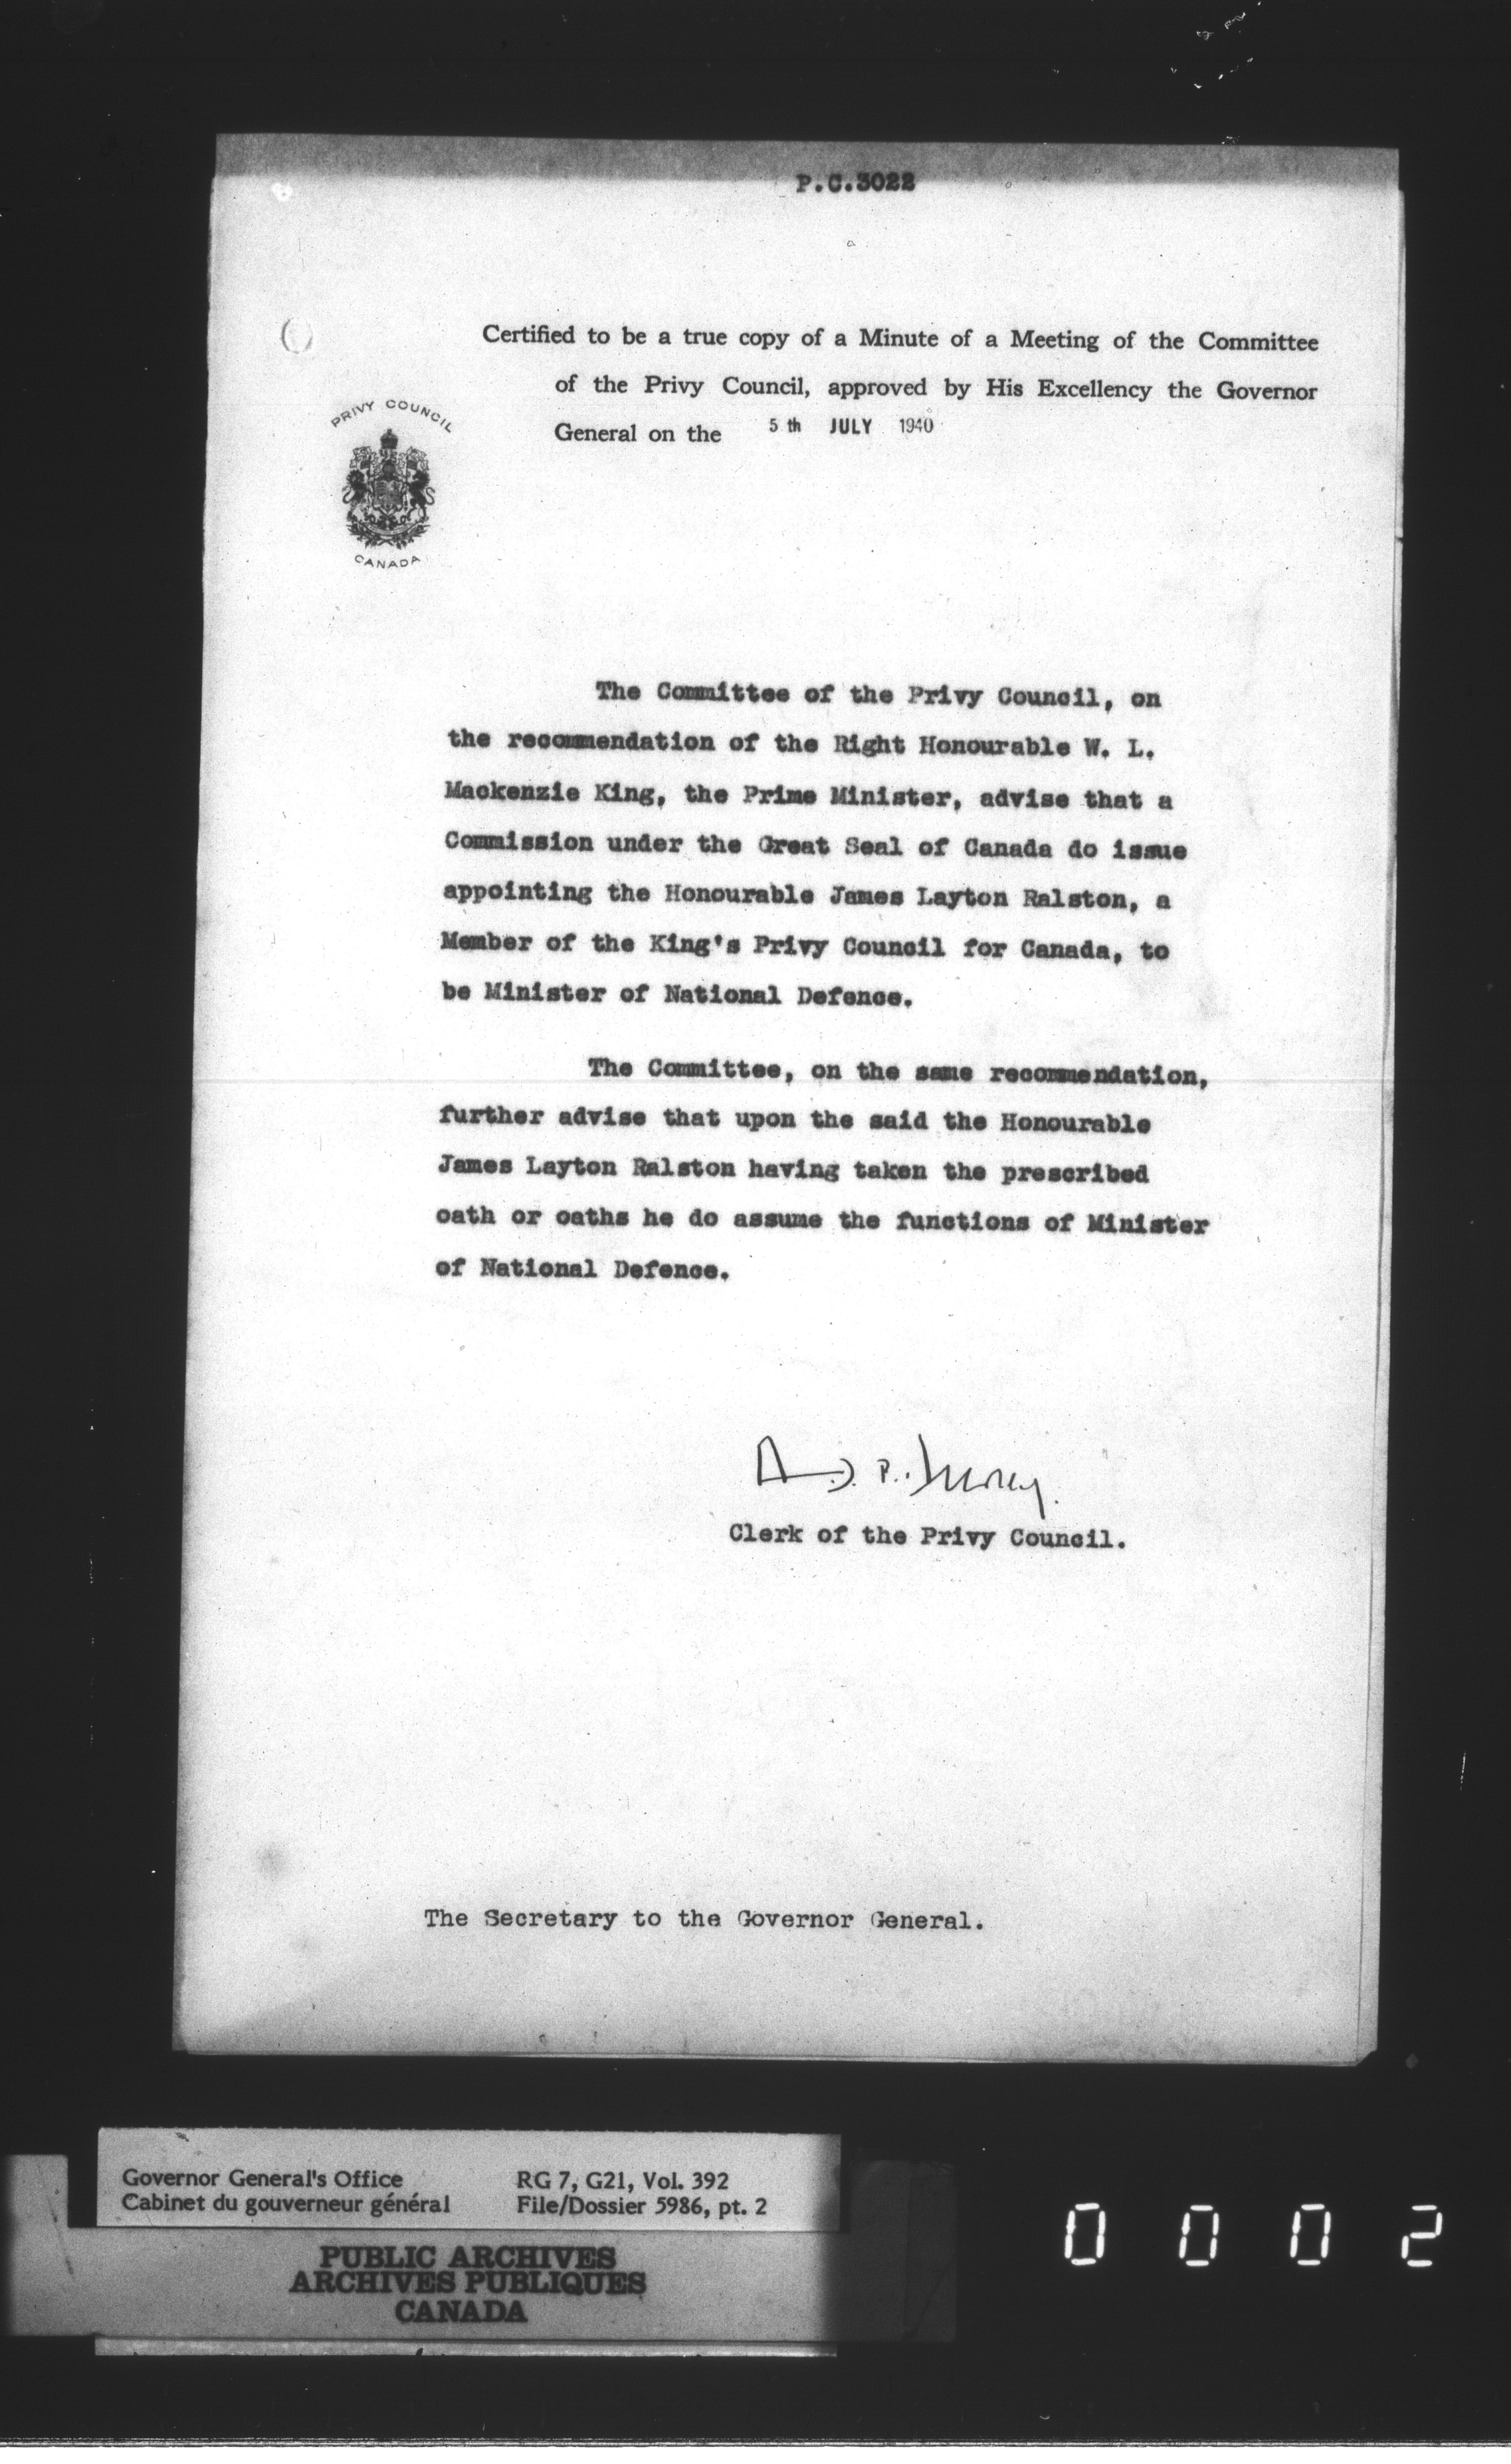 P.C.3022
Certified to be a true copy of a Minute of a Meeting of the Committee
of the Privy Council, approved by His Excellency the Governor
General on the 5 th JULY 1940
PRIVY COUNCIL
CANADA
The Committee of the Privy Council, on
the recommendation of the Right Honourable W. L.
Mackenzie King, the Prime Minister, advise that a
Commission under the Great Seal of Canada do issue
appointing the Honourable James Layton Ralston, a
Member of the King's Privy Council for Canada, to
be Minister of National Defence.
The Committee, on the same recommendation,
further advise that upon the said the Honourable
James Layton Ralston having taken the prescribed
oath or oaths he do assume the functions of Minister
of National Defence.
Clerk of the Privy Council.
The Secretary to the Governor General.
Governor General's Office RG 7, G21, Vol. 392
Cabinet du gouverneur général File/Dossier 5986, pt. 2
PUBLIC ARCHIVES
ARCHIVES PUBLIQUES
CANADA
0002